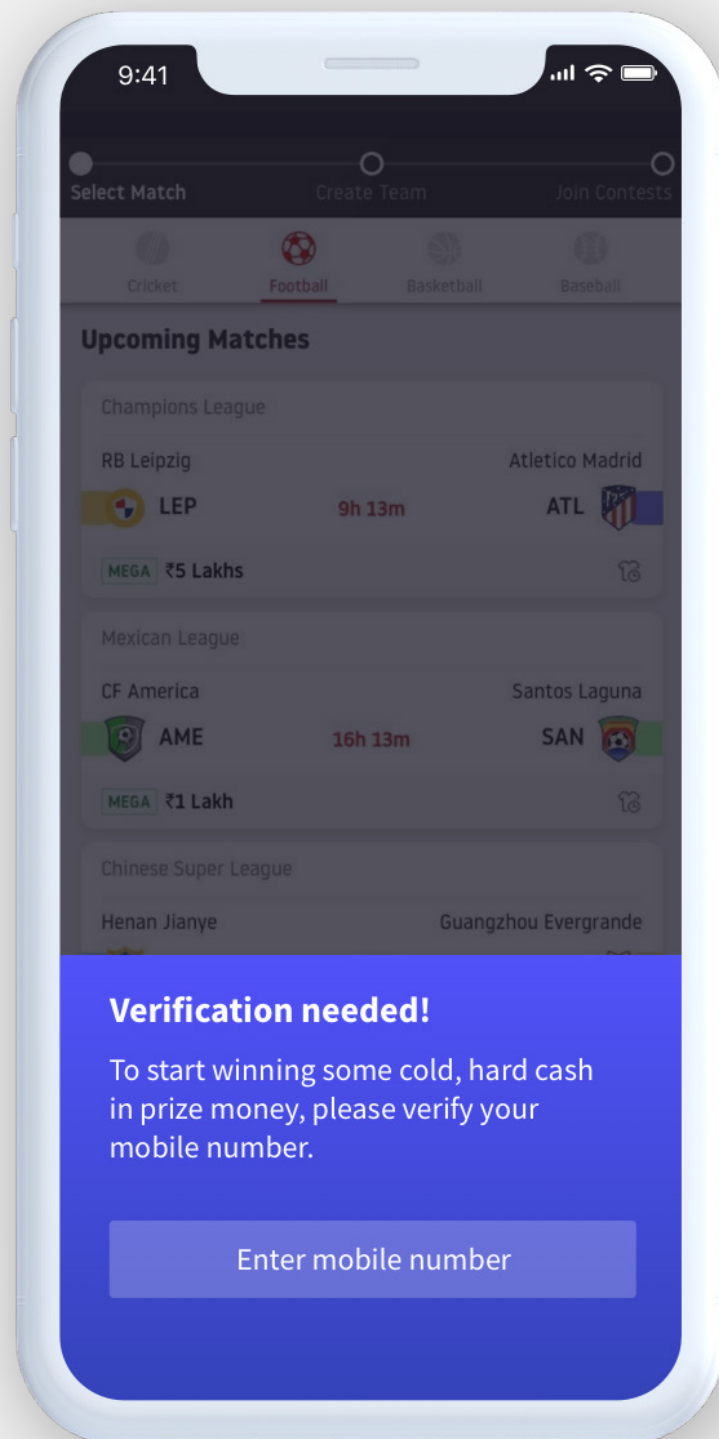 9:41
Select Match Create Team Join Contests
Cricket Football Basketball Baseball
Upcoming Matches
Champions League
RB Leipzig Atletico Madrid
LEP 9h 13m ATL
MEGA ₹5 Lakhs
Mexican League
CF America Santos Laguna
AME 16h 13m SAN
MEGA ₹1 Lakh
Chinese Super League
Henan Jianye Guangzhou Evergrande
Verification needed!
To start winning some cold, hard cash
in prize money, please verify your
mobile number.
Enter mobile number